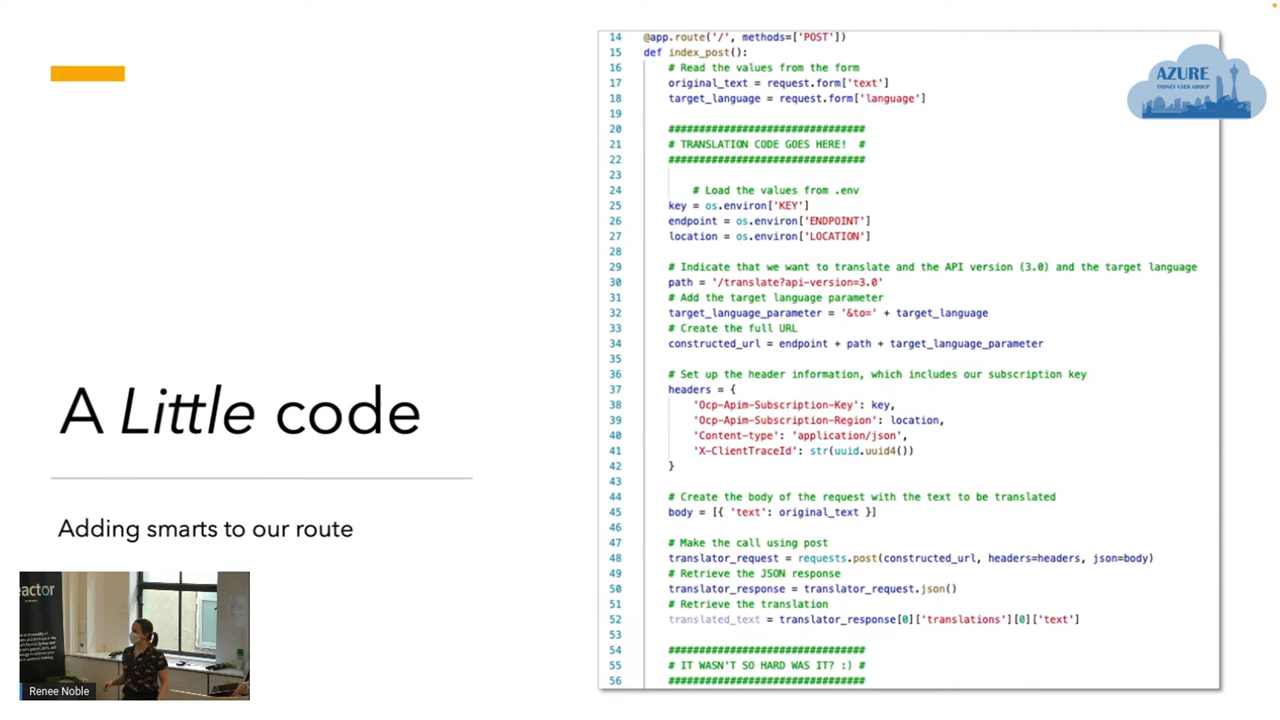 AZURE
SYDNEY USER GROUP
A Little code
Adding smarts to our route
14 @app.route('/', methods=['POST'])
15 def index_post():
16 # Read the values from the form
17 original_text = request.form['text']
18 target_language = request.form['language']
19
20 ################################
21 # TRANSLATION CODE GOES HERE! #
22 ################################
23
24 # Load the values from .env
25 key = os.environ['KEY']
26 endpoint = os.environ['ENDPOINT']
27 location = os.environ['LOCATION']
28
29 # Indicate that we want to translate and the API version (3.0) and the target language
30 path = '/translate?api-version=3.0'
31 # Add the target language parameter
32 target_language_parameter = '&to=' + target_language
33 # Create the full URL
34 constructed_url = endpoint + path + target_language_parameter
35
36 # Set up the header information, which includes our subscription key
37 headers = {
38 'Ocp-Apim-Subscription-Key': key,
39 'Ocp-Apim-Subscription-Region': location,
40 'Content-type': 'application/json',
41 'X-ClientTraceId': str(uuid.uuid4())
42 }
43
44 # Create the body of the request with the text to be translated
45 body = [{ 'text': original_text }]
46
47 # Make the call using post
48 translator_request = requests.post(constructed_url, headers=headers, json=body)
49 # Retrieve the JSON response
50 translator_response = translator_request.json()
51 # Retrieve the translation
52 translated_text = translator_response[0]['translations'][0]['text']
53
54 ################################
55 # IT WASN'T SO HARD WAS IT? :) #
56 ################################
eactor
Renee Noble